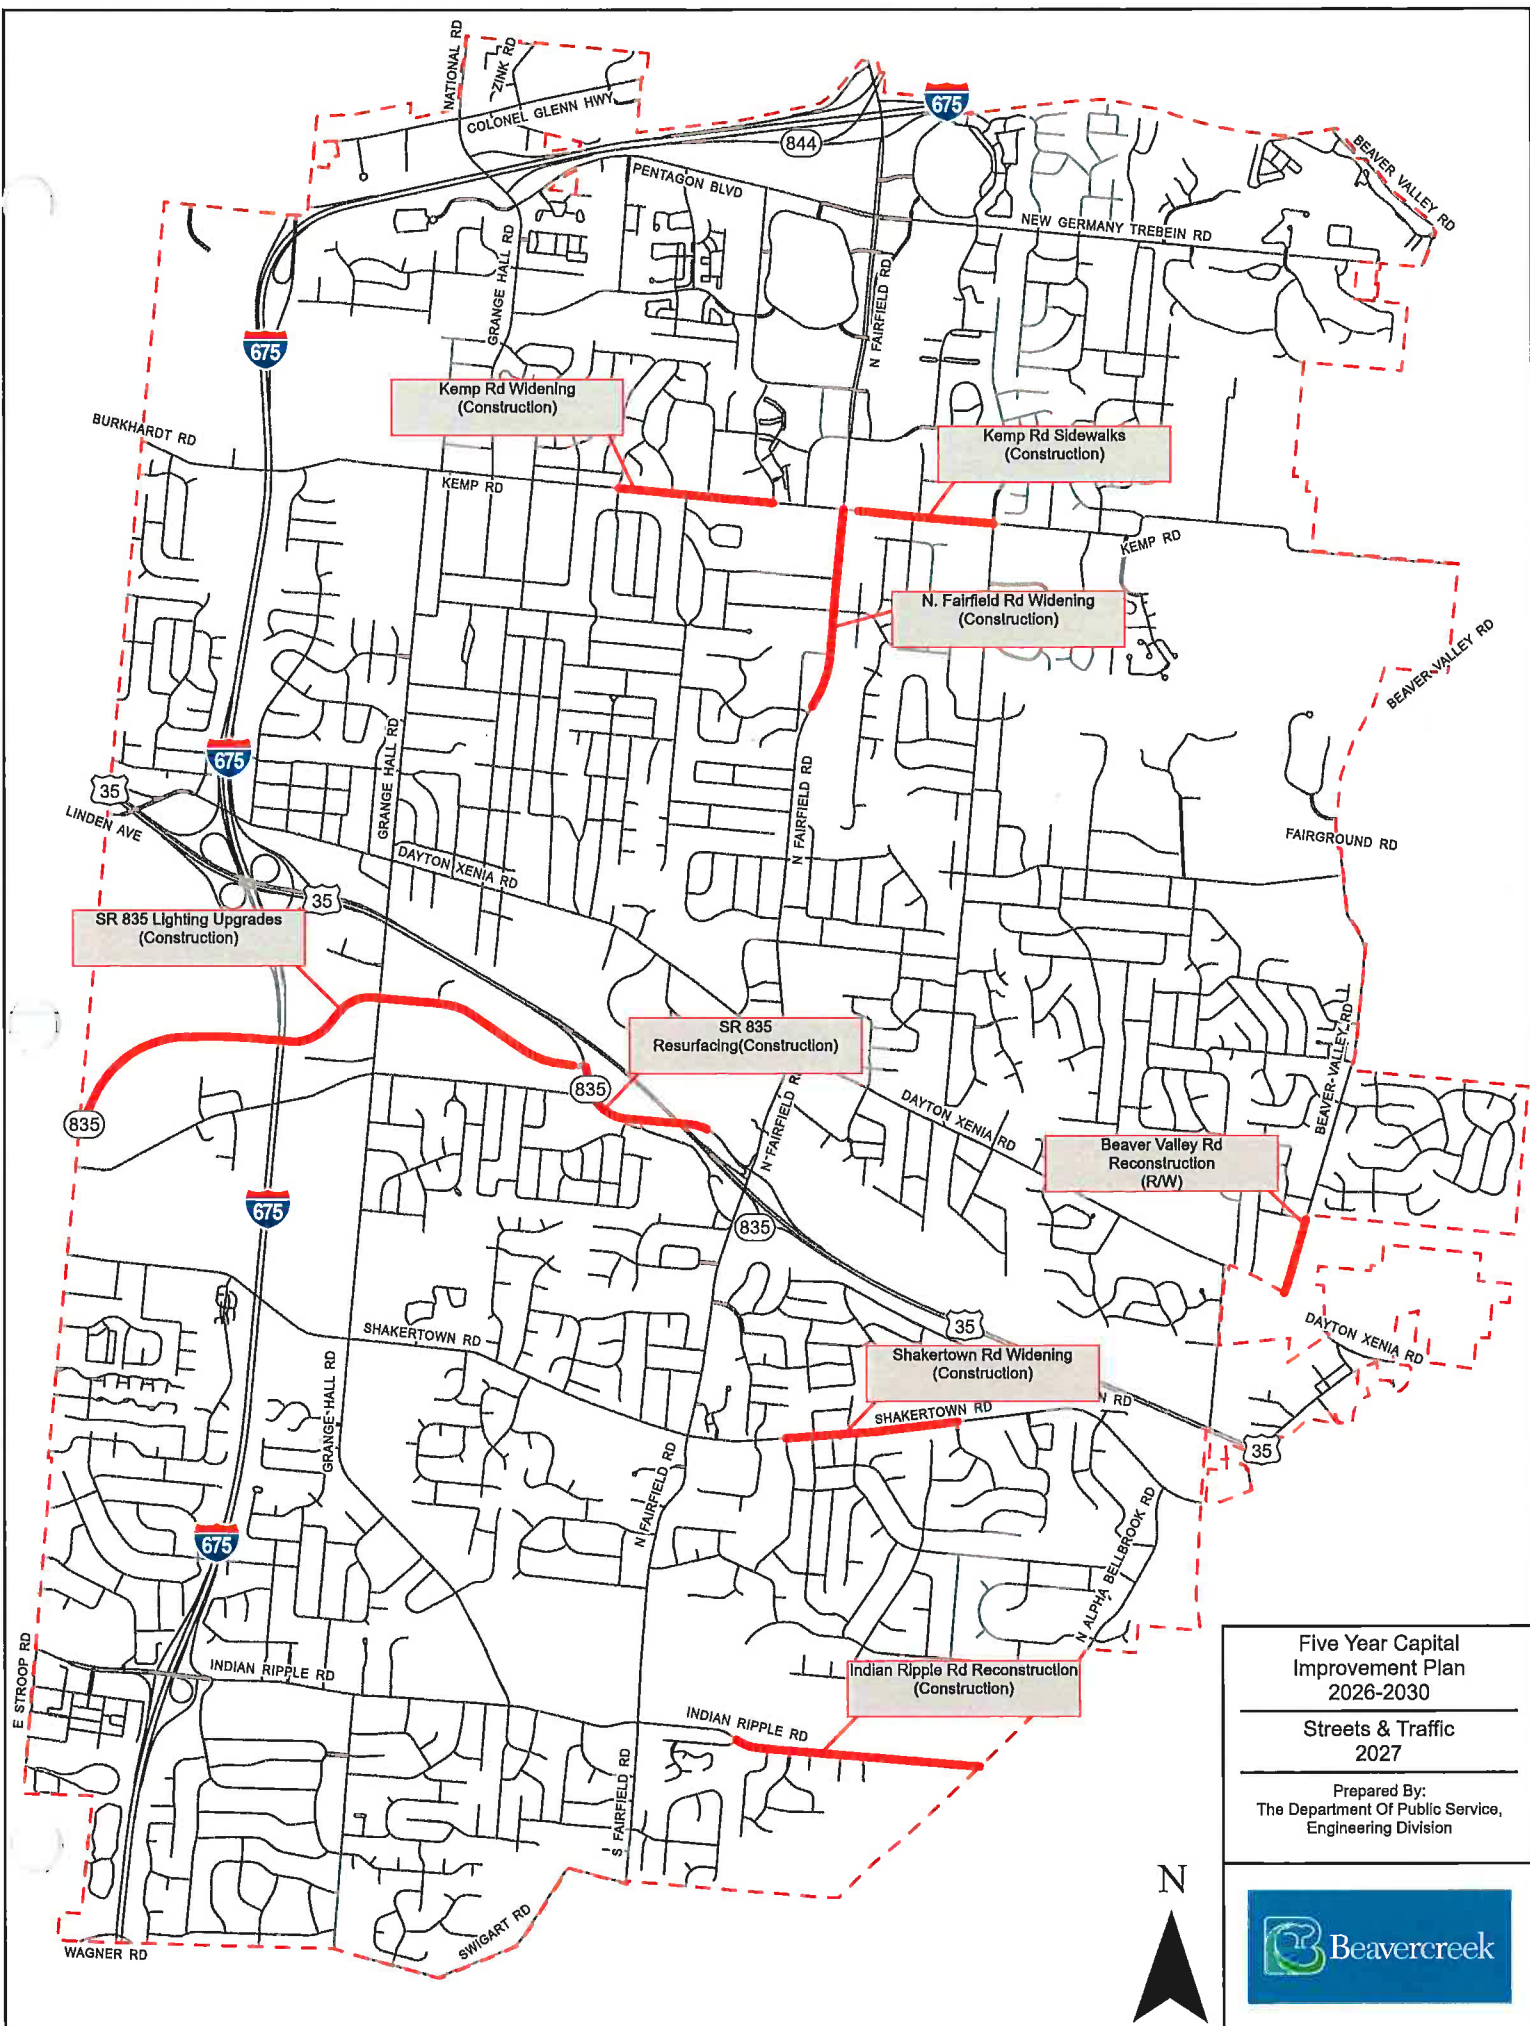 NATIONAL RD
ZINK RD
COLONEL GLENN HWY
675
844
BEAVER VALLEY RD
PENTAGON BLVD
NEW GERMANY TREBEIN RD
GRANGE HALL RD
N FAIRFIELD RD
675
Kemp Rd Widening
(Construction)
BURKHARDT RD
KEMP RD
Kemp Rd Sidewalks
(Construction)
KEMP RD
N. Fairfield Rd Widening
(Construction)
BEAVER-VALLEY RD
GRANGE HALL RD
675
35
LINDEN AVE
N FAIRFIELD RD
FAIRGROUND RD
DAYTON XENIA RD
35
SR 835 Lighting Upgrades
(Construction)
SR 835
Resurfacing(Construction)
835
835
N FAIRFIELD R
DAYTON XENIA RD
BEAVER-VALLEY-RD
Beaver Valley Rd
Reconstruction
(R/W)
675
835
35
SHAKERTOWN RD
DAYTON XENIA RD
Shakertown Rd Widening
(Construction)
N RD
SHAKERTOWN RD
GRANGE HALL RD
N FAIRFIELD RD
35
675
N ALPHA BELLBROOK RD
E STROOP RD
INDIAN RIPPLE RD
Indian Ripple Rd Reconstruction
(Construction)
INDIAN RIPPLE RD
S FAIRFIELD RD
SWIGART RD
WAGNER RD
Five Year Capital
Improvement Plan
2026-2030
Streets & Traffic
2027
Prepared By:
The Department Of Public Service,
Engineering Division
N
Beavercreek